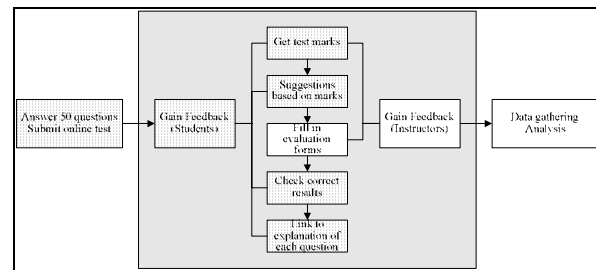 Answer 50 questions
Submit online test
Gain Feedback
(Students)
Get test marks
Suggestions
based on marks
Fill in
evaluation
forms
Check correct
results
Link to
explanation of
each question
Gain Feedback
(Instructors)
Data gathering
Analysis